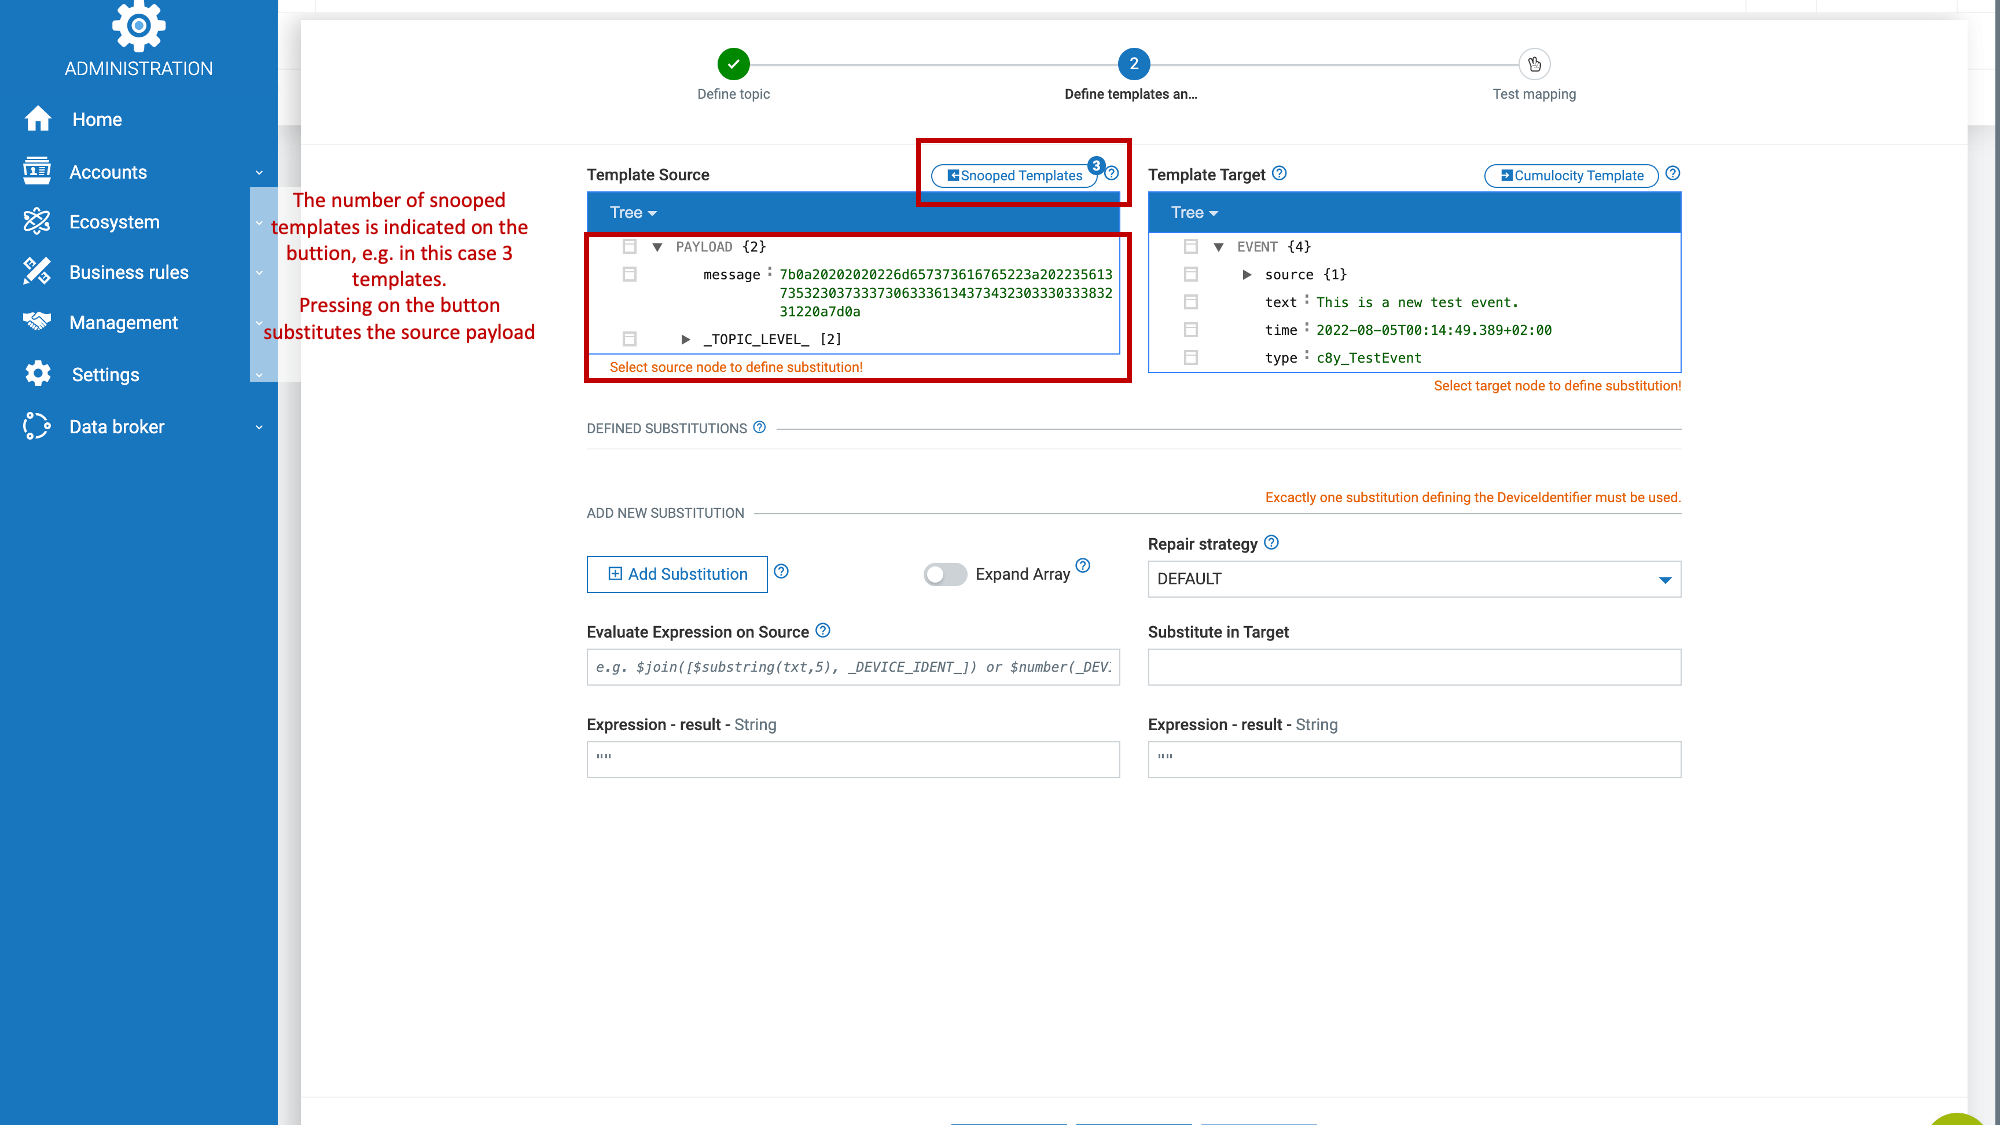 ADMINISTRATION
Home
Accounts
Ecosystem
Business rules
Management
Settings
Data broker
The number of snooped
templates is indicated on the
buttion, e.g. in this case 3
templates.
Pressing on the button
substitutes the source payload
2
Define topic
Define templates an...
Test mapping
Template Source
Snooped Templates
3
Tree
PAYLOAD {2}
message : 7b0a20202020226d657373616765223a202235613
7353230373337306333613437343230333033383​2
31220a7d0a
_TOPIC_LEVEL_ [2]
Select source node to define substitution!
Template Target
Cumulocity Template
Tree
EVENT {4}
source {1}
text : This is a new test event.
time : 2022-08-05T00:14:49.389+02:00
type : c8y_TestEvent
Select target node to define substitution!
DEFINED SUBSTITUTIONS
Excactly one substitution defining the DeviceIdentifier must be used.
ADD NEW SUBSTITUTION
Add Substitution
Expand Array
Repair strategy
DEFAULT
Evaluate Expression on Source
e.g. $join([$substring(txt,5), _DEVICE_IDENT_]) or $number(_DEV
Substitute in Target
Expression - result - String
""
Expression - result - String
""